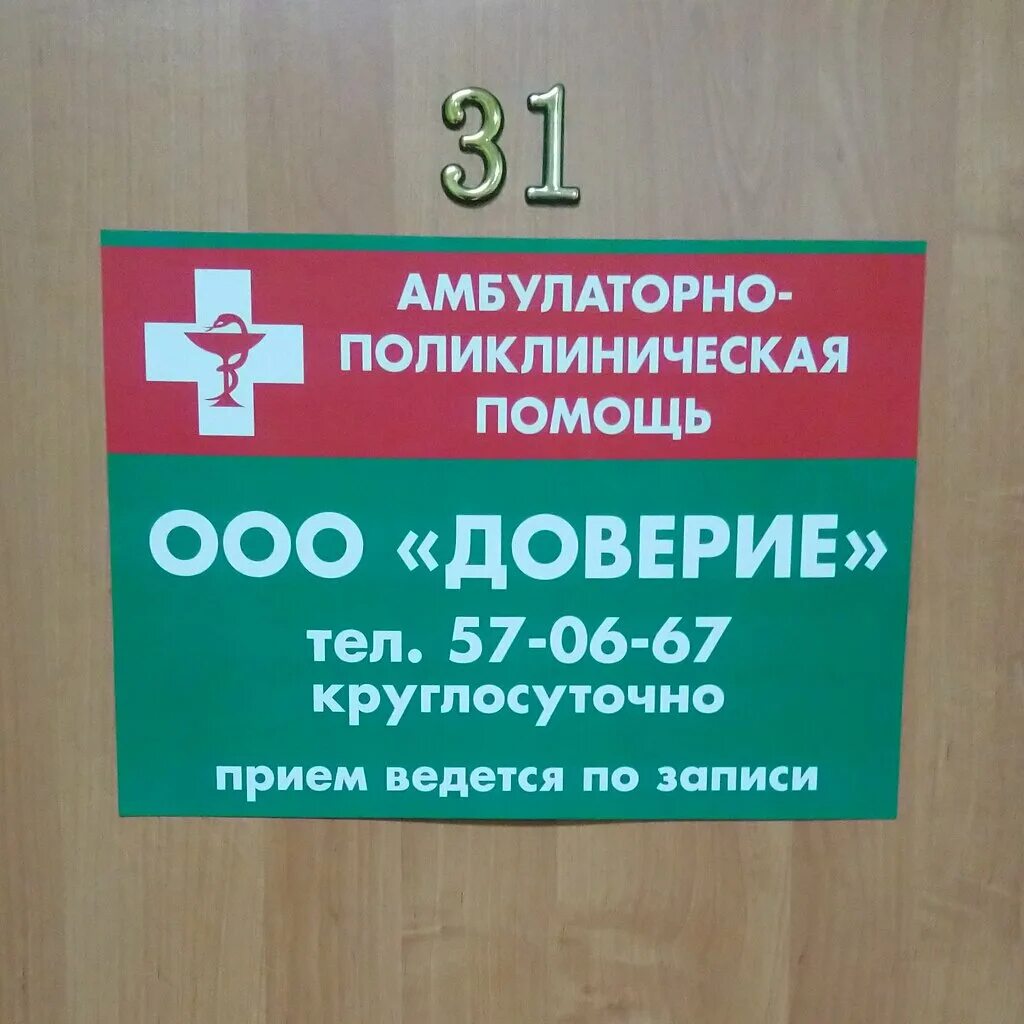 31
АМБУЛАТОРНО-
ПОЛИКЛИНИЧЕСКАЯ
ПОМОЩЬ
ООО «ДОВЕРИЕ»
тел. 57-06-67
круглосуточно
прием ведется по записи